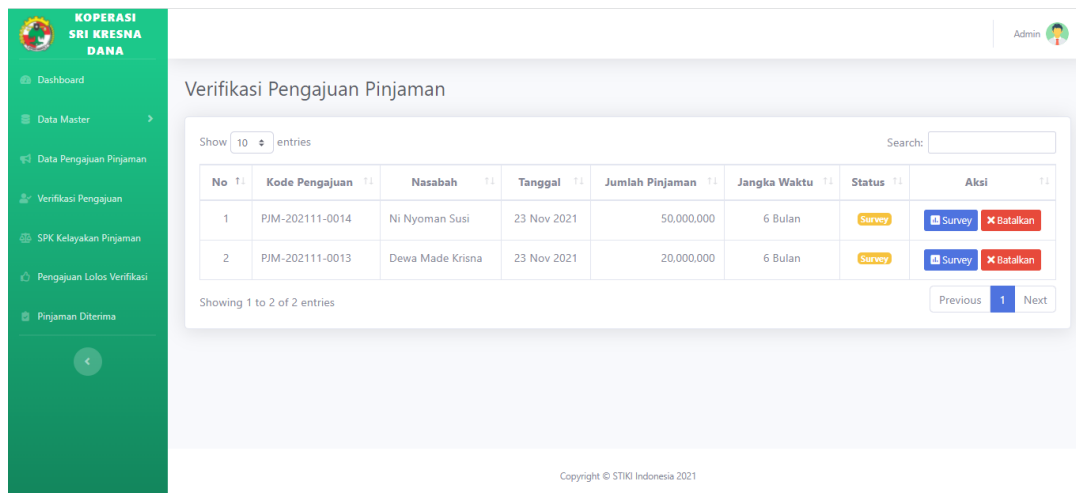 KOPERASI
SRI KRESNA
DANA
Admin
Dashboard
Data Master
Data Pengajuan Pinjaman
Verifikasi Pengajuan
SPK Kelayakan Pinjaman
Pengajuan Lolos Verifikasi
Pinjaman Diterima
Verifikasi Pengajuan Pinjaman
Show 10 entries
Search:
No Kode Pengajuan Nasabah Tanggal Jumlah Pinjaman Jangka Waktu Status Aksi
1 PJM-202111-0014 Ni Nyoman Susi 23 Nov 2021 50,000,000 6 Bulan Survey Survey Batalkan
2 PJM-202111-0013 Dewa Made Krisna 23 Nov 2021 20,000,000 6 Bulan Survey Survey Batalkan
Showing 1 to 2 of 2 entries
Previous 1 Next
Copyright © STIKI Indonesia 2021